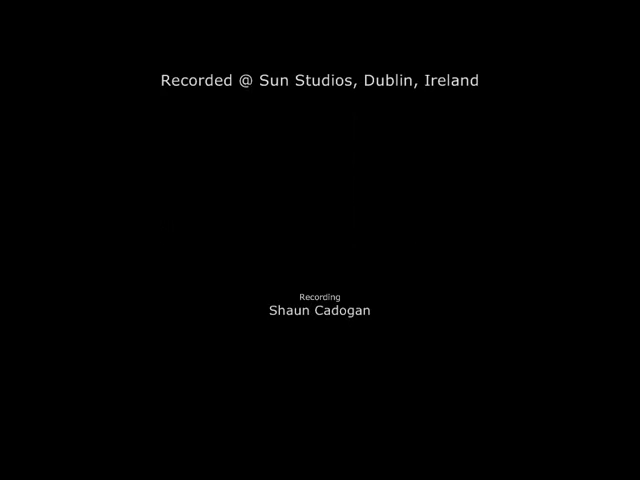 Recorded @ Sun Studios, Dublin, Ireland
Recording
Shaun Cadogan